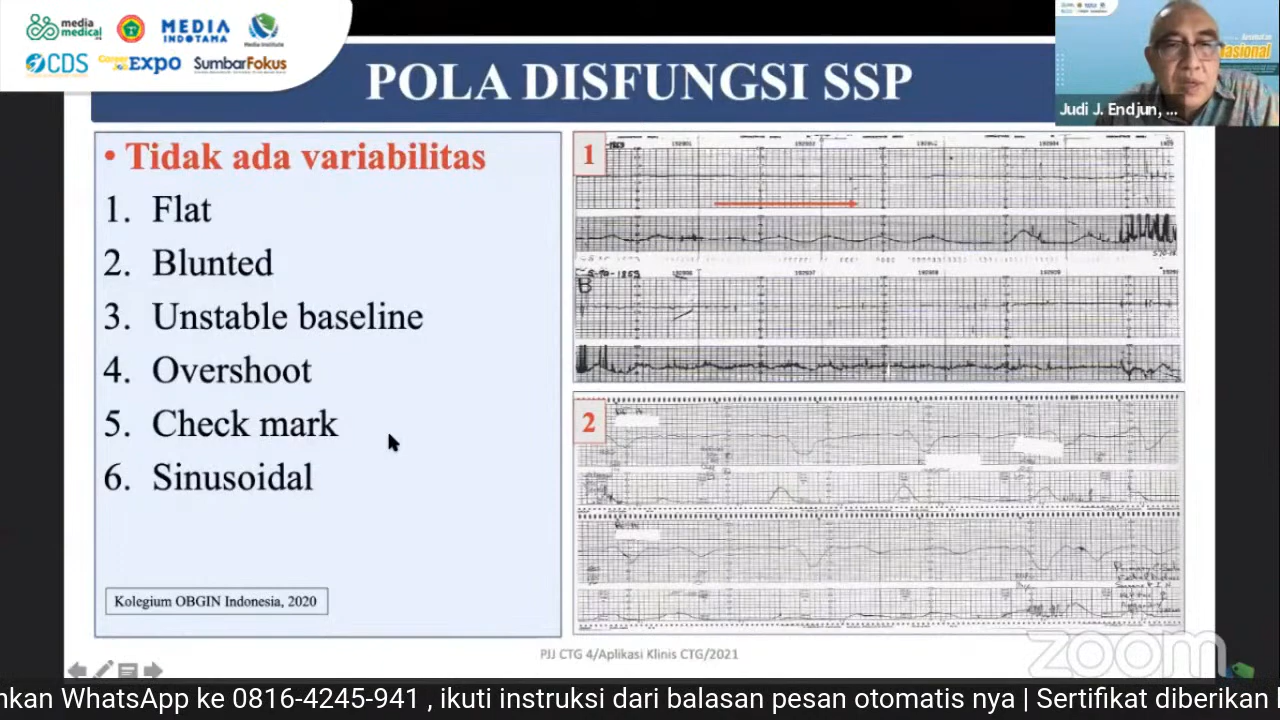 media
medical
MEDIA
INDOTAMA
Media Institute
CDS
Career
EXPO
SumbarFokus
POLA DISFUNGSI SSP
Judi J. Endjun, ...
• Tidak ada variabilitas
1. Flat
2. Blunted
3. Unstable baseline
4. Overshoot
5. Check mark
6. Sinusoidal
Kolegium OBGIN Indonesia, 2020
1
B
2
PJJ CTG 4/Aplikasi Klinis CTG/2021
zoom
WhatsApp ke 0816-4245-941 , ikuti instruksi dari balasan pesan otomatis nya | Sertifikat diberikan